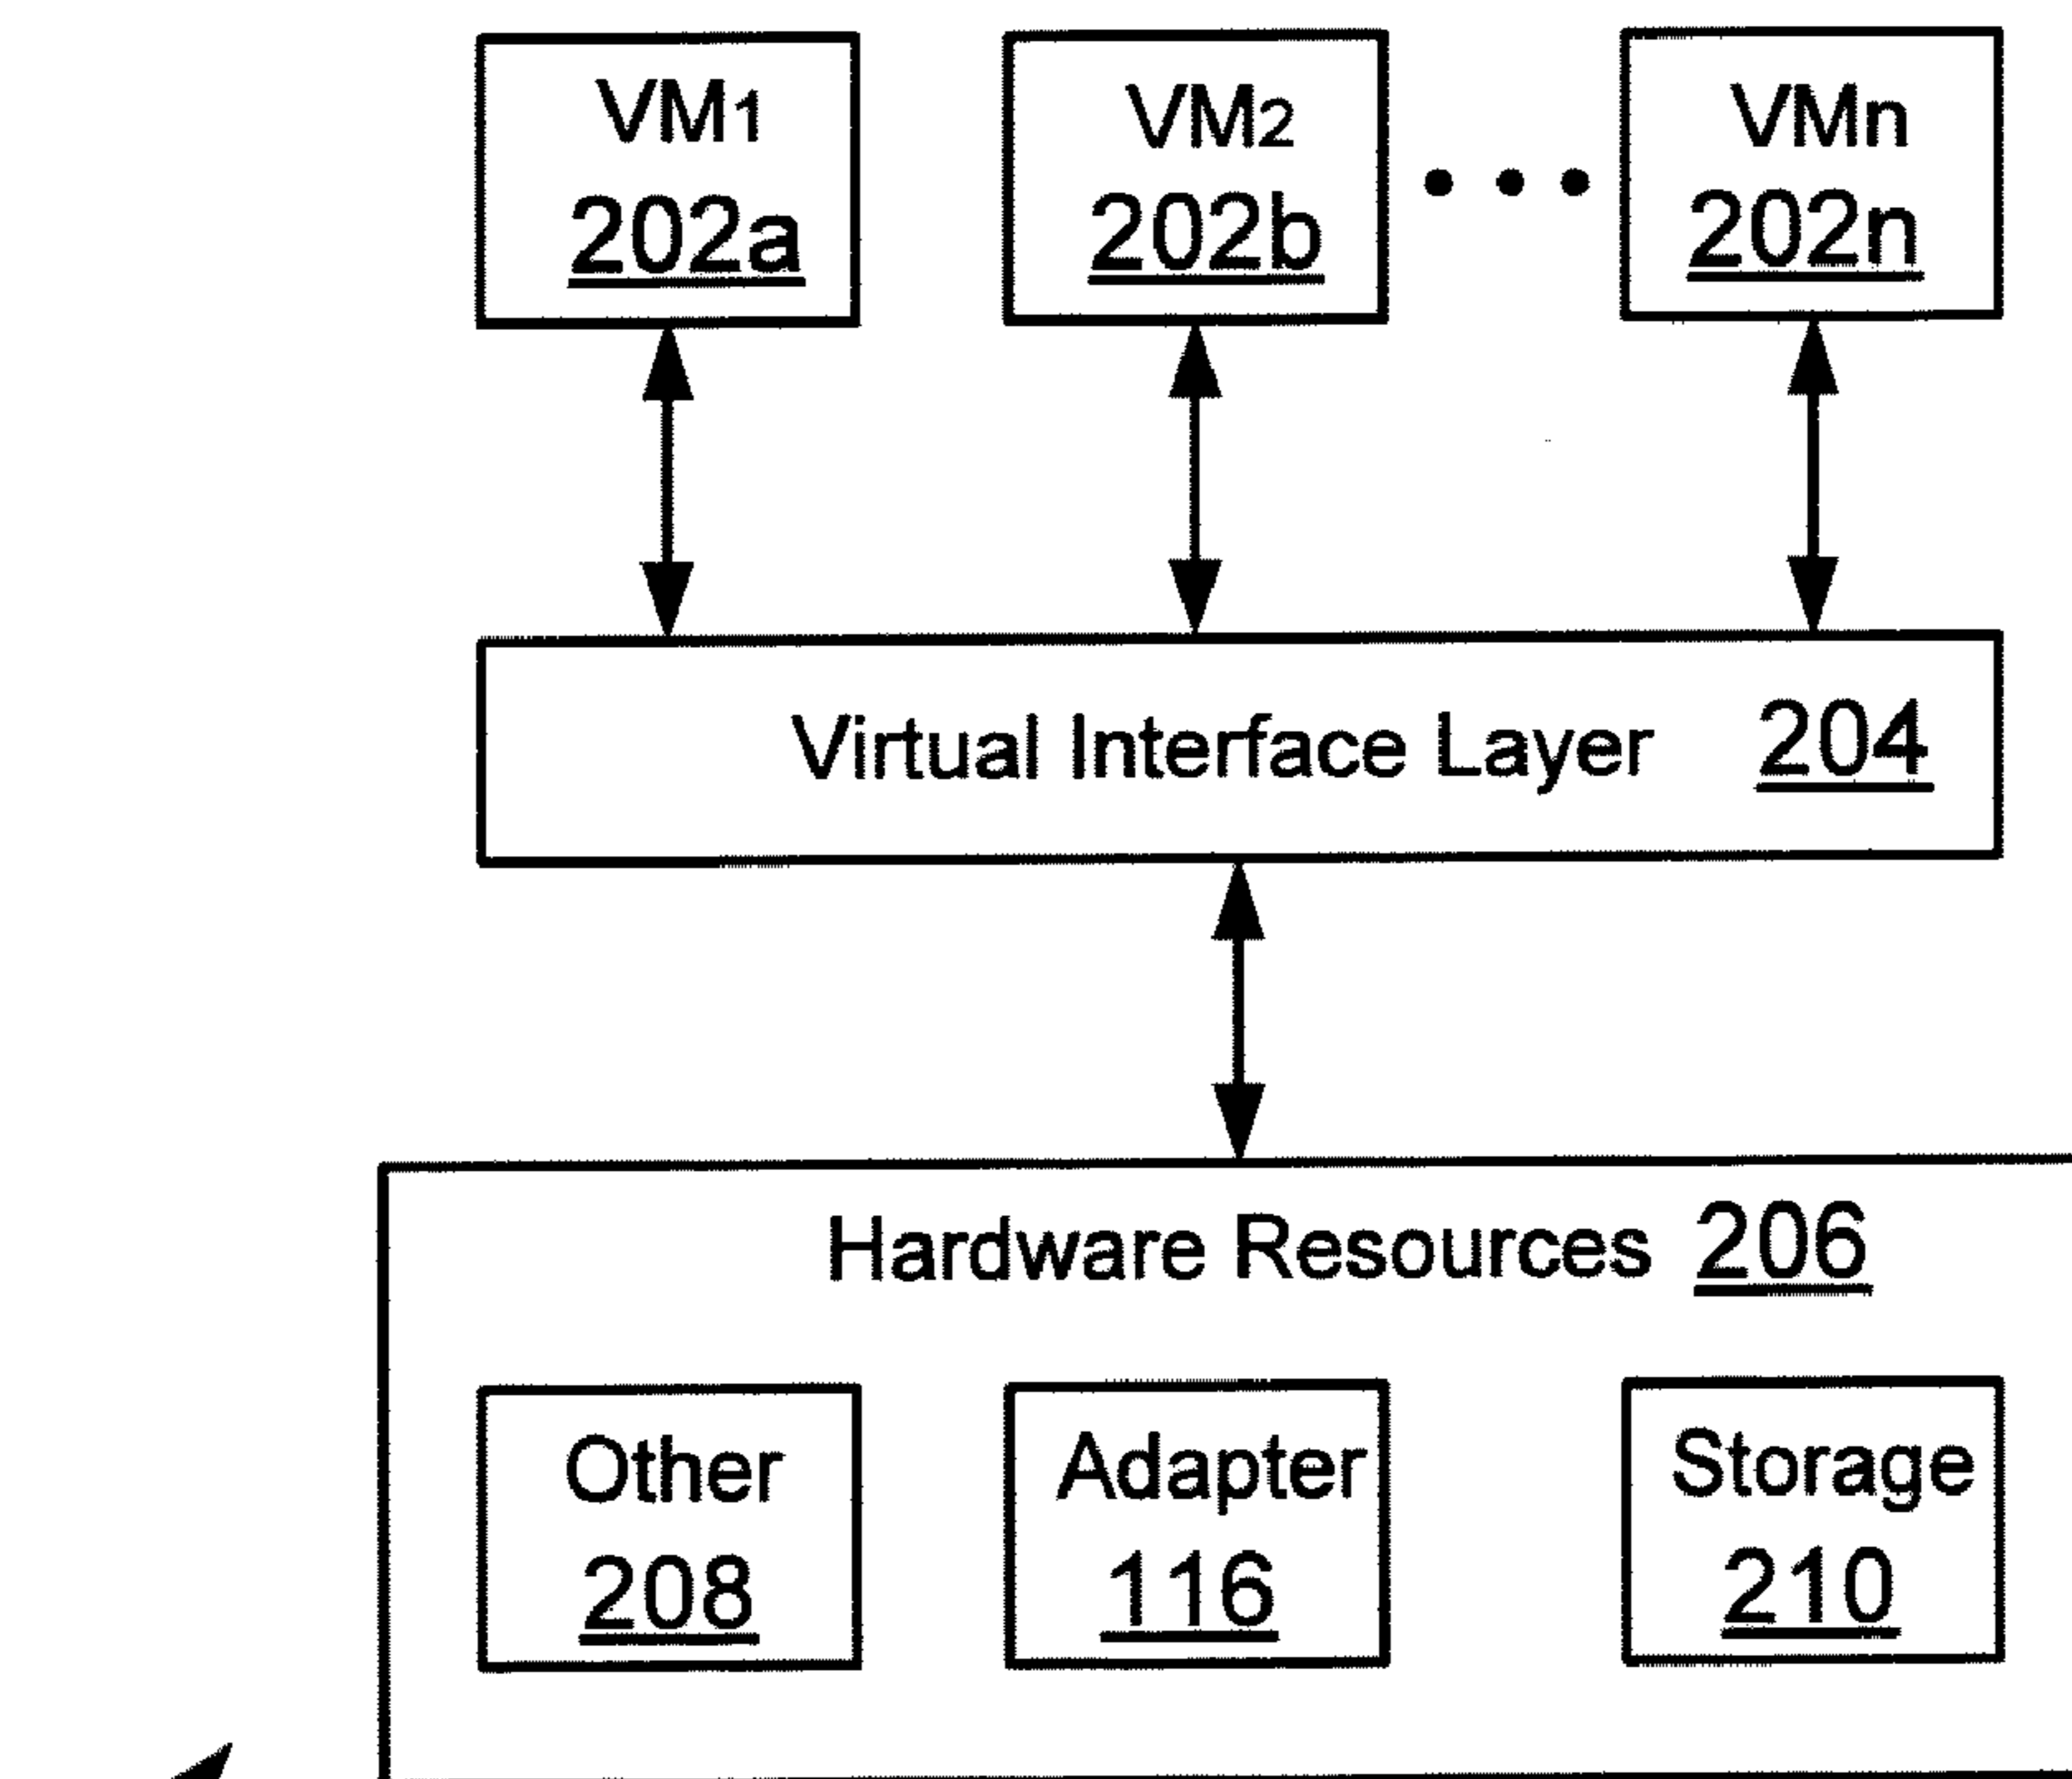 VM1
202a
VM2
202b
VMn
202n
Virtual Interface Layer 204
Hardware Resources 206
Other
208
Adapter
116
Storage
210